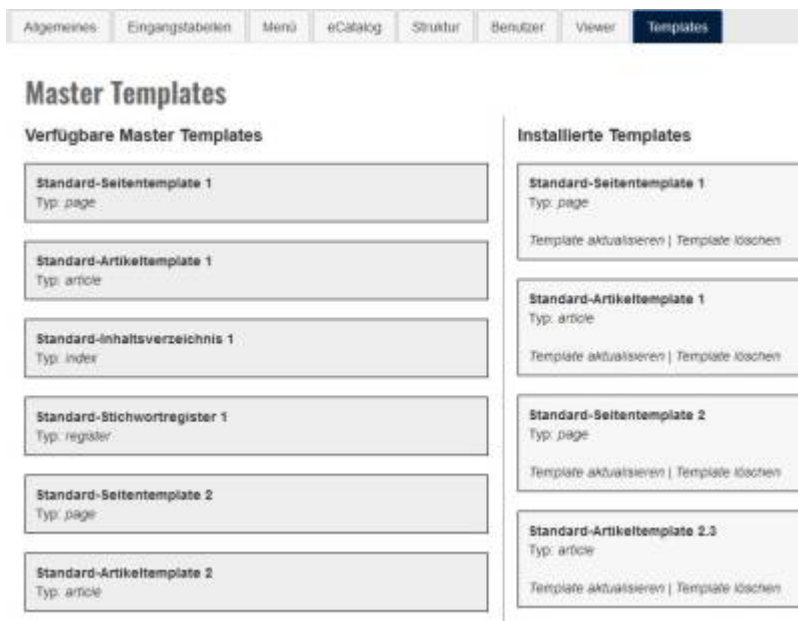 Allgemeines Eingangstabellen Menü eCatalog Struktur Benutzer Viewer Templates
Master Templates
Verfügbare Master Templates
Standard-Seitentemplate 1
Typ: page
Standard-Artikeltemplate 1
Typ: article
Standard-Inhaltsverzeichnis 1
Typ: index
Standard-Stichwortregister 1
Typ: register
Standard-Seitentemplate 2
Typ: page
Standard-Artikeltemplate 2
Typ: article
Installierte Templates
Standard-Seitentemplate 1
Typ: page
Template aktualisieren | Template löschen
Standard-Artikeltemplate 1
Typ: article
Template aktualisieren | Template löschen
Standard-Seitentemplate 2
Typ: page
Template aktualisieren | Template löschen
Standard-Artikeltemplate 2.3
Typ: article
Template aktualisieren | Template löschen